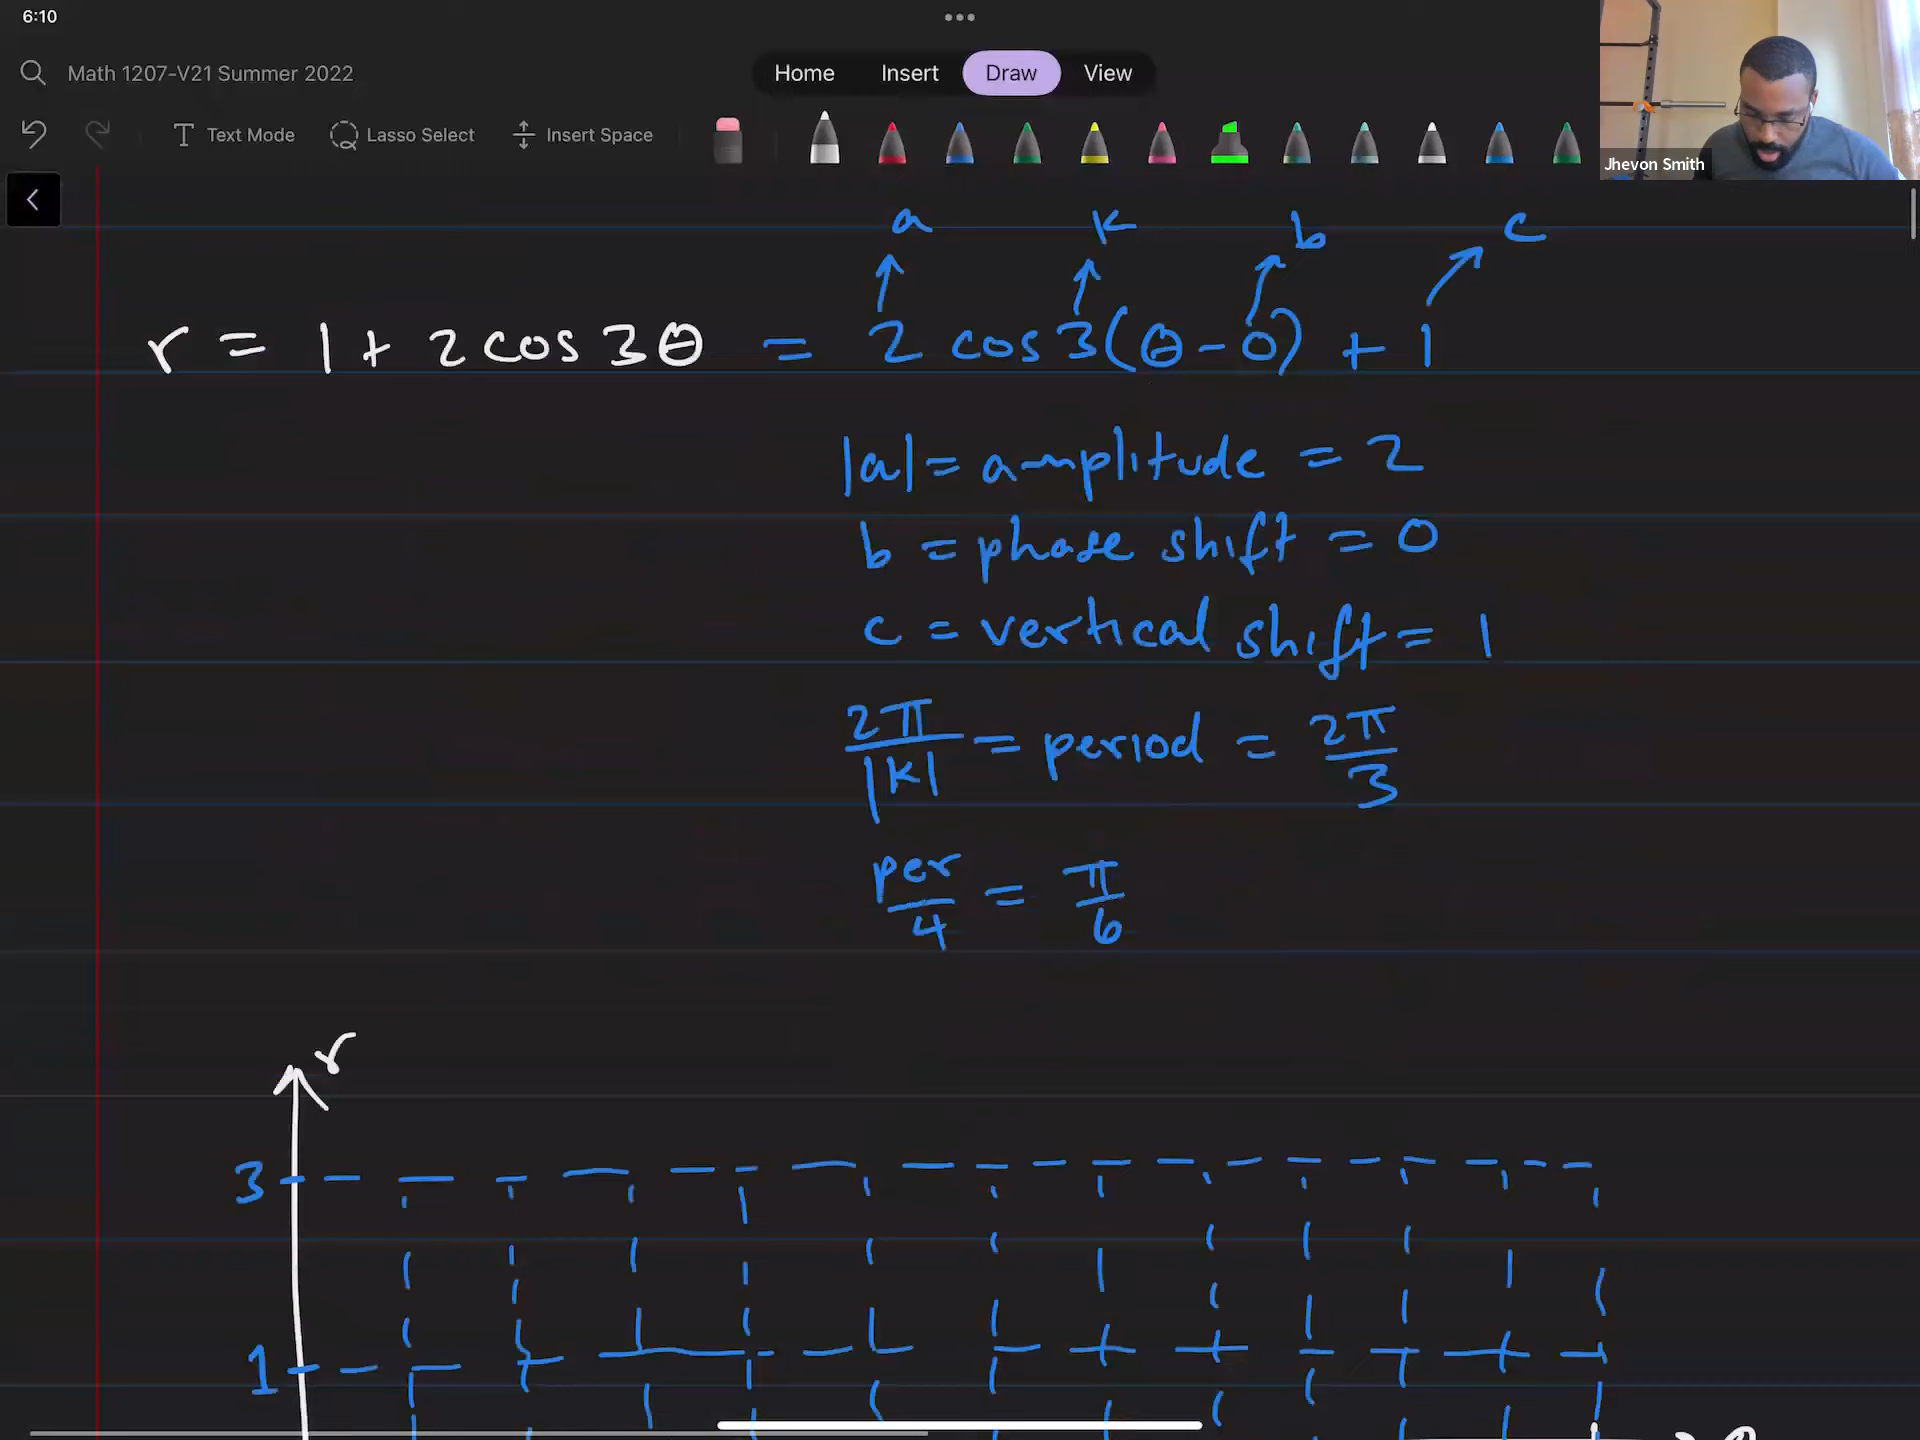 6:10
Math 1207-V21 Summer 2022
Home Insert Draw View
Text Mode Lasso Select Insert Space
Jhevon Smith
a k b c
r = 1 + 2 cos 3θ = 2 cos 3(θ - 0) + 1
|a| = amplitude = 2
b = phase shift = 0
c = vertical shift = 1
2π/|k| = period = 2π/3
per/4 = π/6
r
3
1